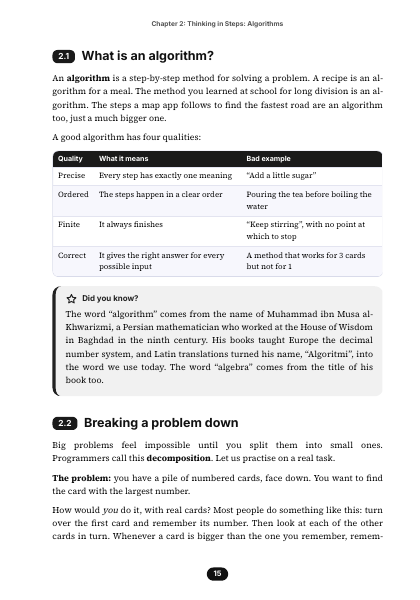 Chapter 2: Thinking in Steps: Algorithms
2.1 What is an algorithm?
An algorithm is a step-by-step method for solving a problem. A recipe is an al-
gorithm for a meal. The method you learned at school for long division is an al-
gorithm. The steps a map app follows to find the fastest road are an algorithm
too, just a much bigger one.
A good algorithm has four qualities:
Quality What it means Bad example
Precise Every step has exactly one meaning “Add a little sugar”
Ordered The steps happen in a clear order Pouring the tea before boiling the
water
Finite It always finishes “Keep stirring”, with no point at
which to stop
Correct It gives the right answer for every A method that works for 3 cards
possible input but not for 1
Did you know?
The word “algorithm” comes from the name of Muhammad ibn Musa al-
Khwarizmi, a Persian mathematician who worked at the House of Wisdom
in Baghdad in the ninth century. His books taught Europe the decimal
number system, and Latin translations turned his name, “Algoritmi”, into
the word we use today. The word “algebra” comes from the title of his
book too.
2.2 Breaking a problem down
Big problems feel impossible until you split them into small ones.
Programmers call this decomposition. Let us practise on a real task.
The problem: you have a pile of numbered cards, face down. You want to find
the card with the largest number.
How would you do it, with real cards? Most people do something like this: turn
over the first card and remember its number. Then look at each of the other
cards in turn. Whenever a card is bigger than the one you remember, remem-
15